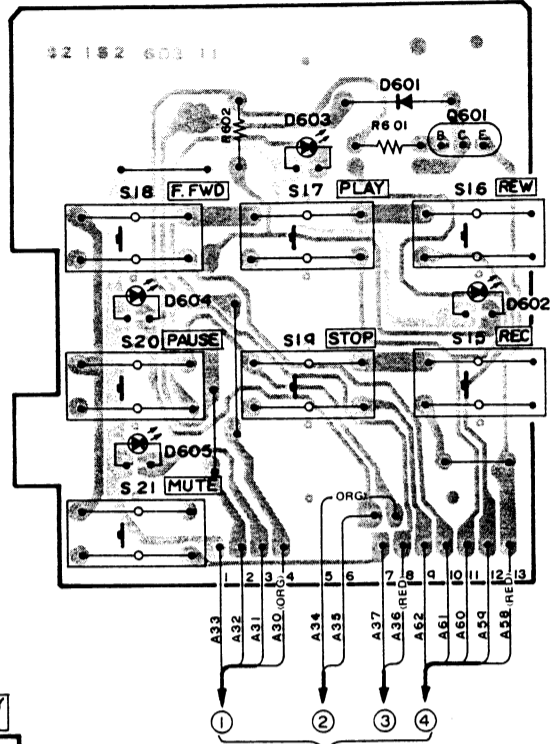 S2 182 603 11
D601
R602
D603
R601
Q601
B C E
S18 F. FWD
S17 PLAY
S16 REW
D604
D602
S20 PAUSE
S19 STOP
S15 REC
D605
S21 MUTE
ORG
1 2 3 4 5 6 7 8 9 10 11 12 13
A33
A32
A31
A30 (ORG)
A34
A35
A37
A36 (RED)
A62
A61
A60
A59
A58 (RED)
1 2 3 4
Y